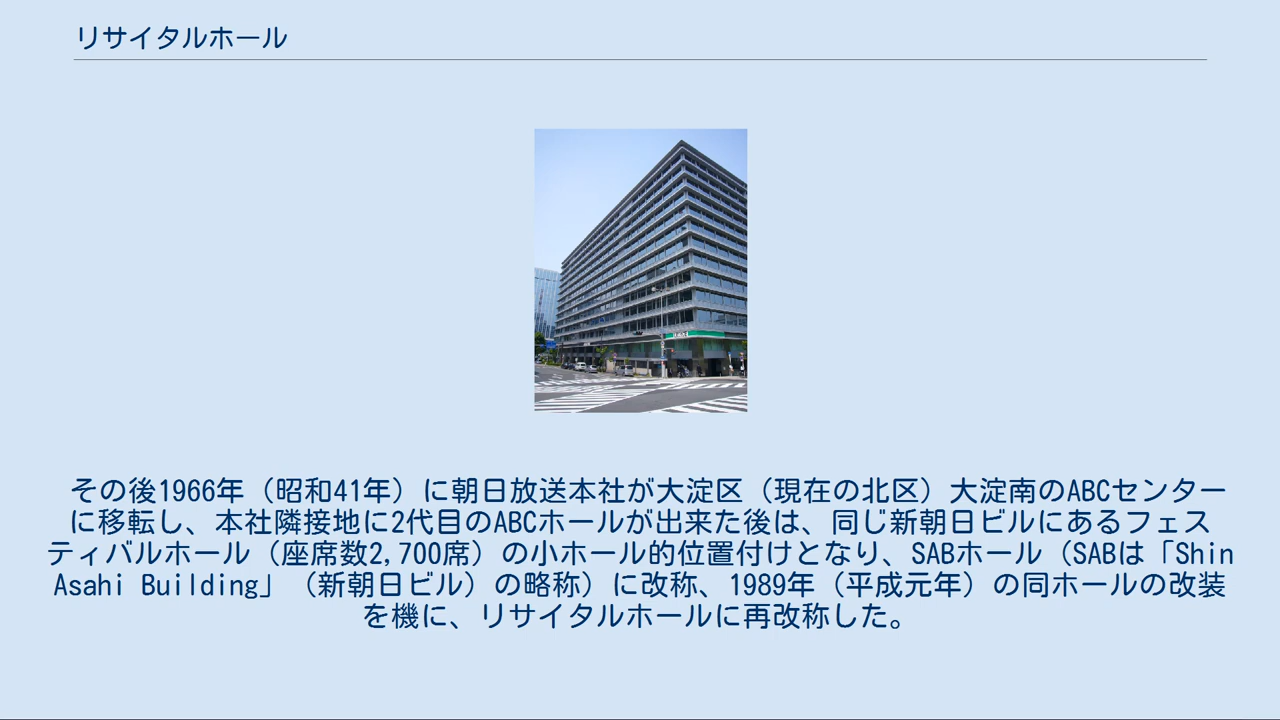 リサイタルホール
その後1966年（昭和41年）に朝日放送本社が大淀区（現在の北区）大淀南のABCセンター
に移転し、本社隣接地に2代目のABCホールが出来た後は、同じ新朝日ビルにあるフェス
ティバルホール（座席数2,700席）の小ホール的位置付けとなり、SABホール（SABは「Shin
Asahi Building」（新朝日ビル）の略称）に改称、1989年（平成元年）の同ホールの改装
を機に、リサイタルホールに再改称した。